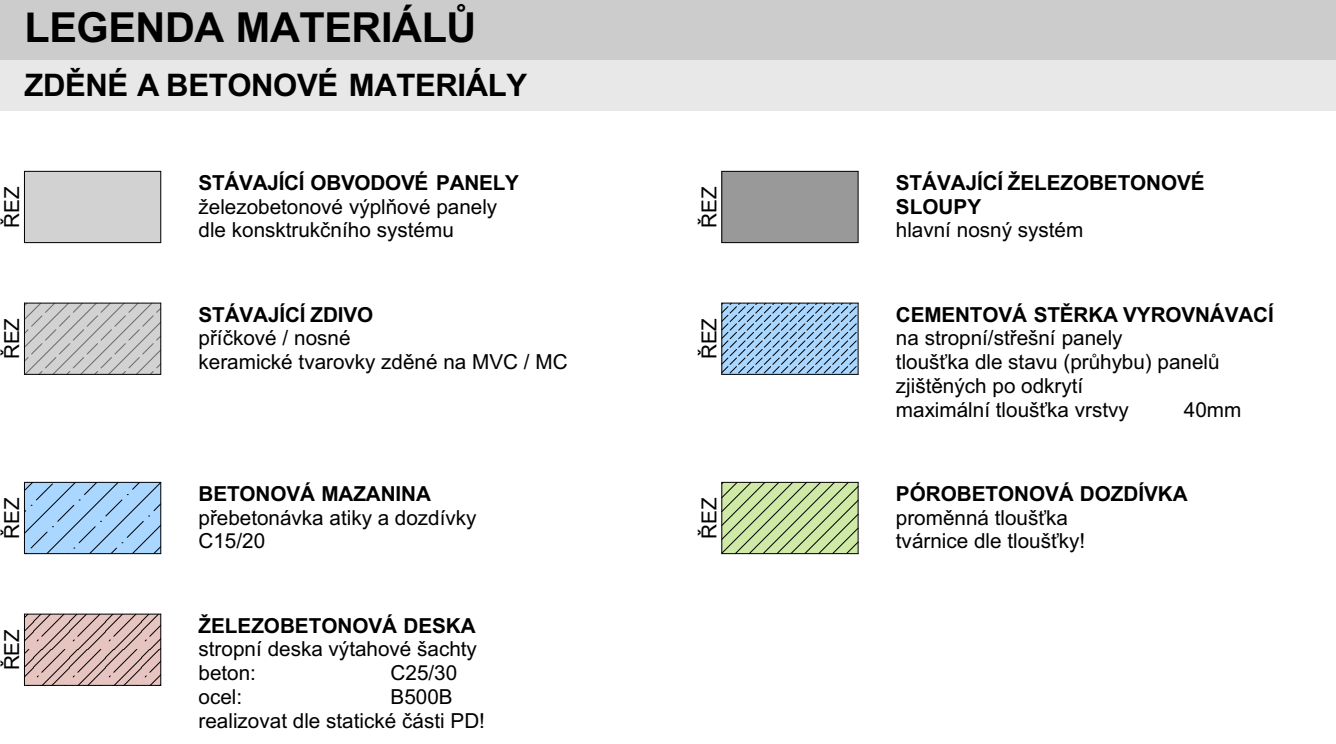 LEGENDA MATERIÁLŮ
ZDĚNÉ A BETONOVÉ MATERIÁLY
ŘEZ
STÁVAJÍCÍ OBVODOVÉ PANELY
železobetonové výplňové panely
dle konsktrukčního systému
ŘEZ
STÁVAJÍCÍ ŽELEZOBETONOVÉ
SLOUPY
hlavní nosný systém
ŘEZ
STÁVAJÍCÍ ZDIVO
příčkové / nosné
keramické tvarovky zděné na MVC / MC
ŘEZ
CEMENTOVÁ STĚRKA VYROVNÁVACÍ
na stropní/střešní panely
tloušťka dle stavu (průhybu) panelů
zjištěných po odkrytí
maximální tloušťka vrstvy 40mm
ŘEZ
BETONOVÁ MAZANINA
přebetonávka atiky a dozdívky
C15/20
ŘEZ
PÓROBETONOVÁ DOZDÍVKA
proměnná tloušťka
tvárnice dle tloušťky!
ŘEZ
ŽELEZOBETONOVÁ DESKA
stropní deska výtahové šachty
beton: C25/30
ocel: B500B
realizovat dle statické části PD!